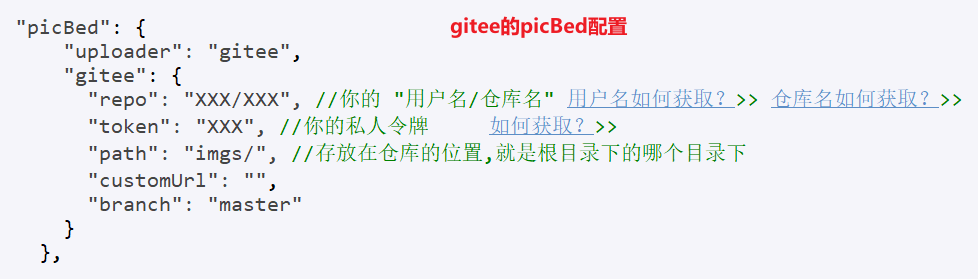 "picBed": {
gitee的picBed配置
"uploader": "gitee",
"gitee": {
"repo": "XXX/XXX", //你的 "用户名/仓库名" 用户名如何获取？>> 仓库名如何获取？>>
"token": "XXX", //你的私人令牌 如何获取？>>
"path": "imgs/", //存放在仓库的位置,就是根目录下的哪个目录下
"customUrl": "",
"branch": "master"
}
},